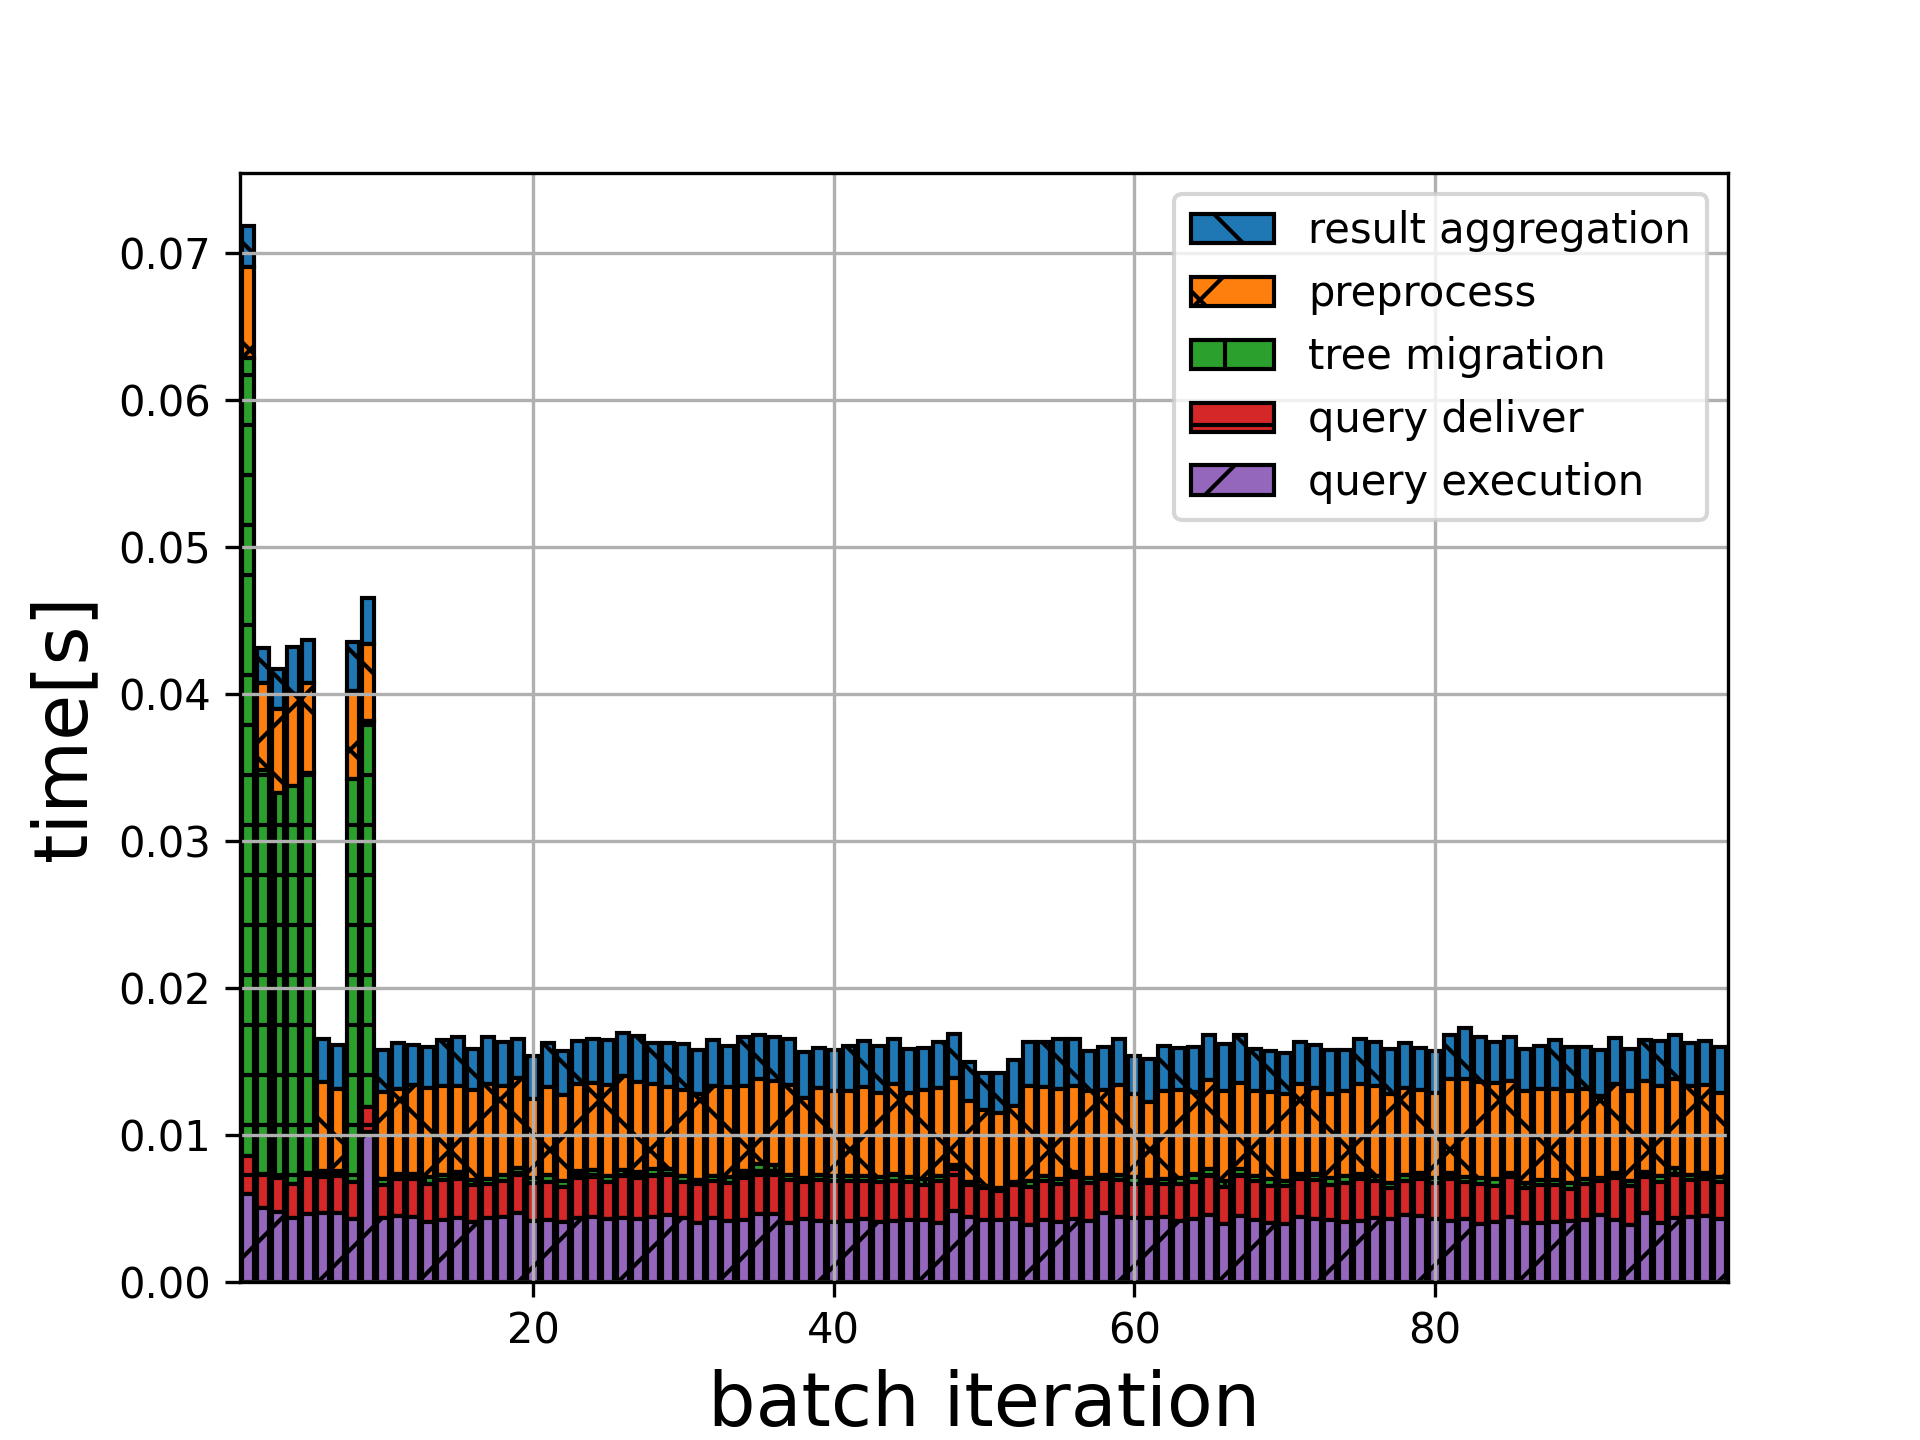 result aggregation
preprocess
tree migration
query deliver
query execution
0.07
0.06
0.05
0.04
0.03
0.02
0.01
0.00
time[s]
20 40 60 80
batch iteration